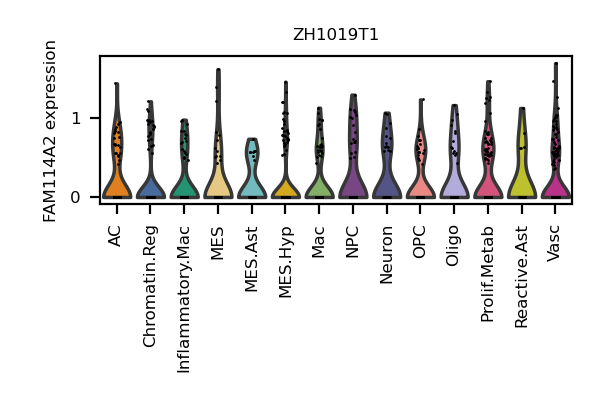 ZH1019T1
FAM114A2 expression
1
0
AC
Chromatin.Reg
Inflammatory.Mac
MES
MES.Ast
MES.Hyp
Mac
NPC
Neuron
OPC
Oligo
Prolif.Metab
Reactive.Ast
Vasc